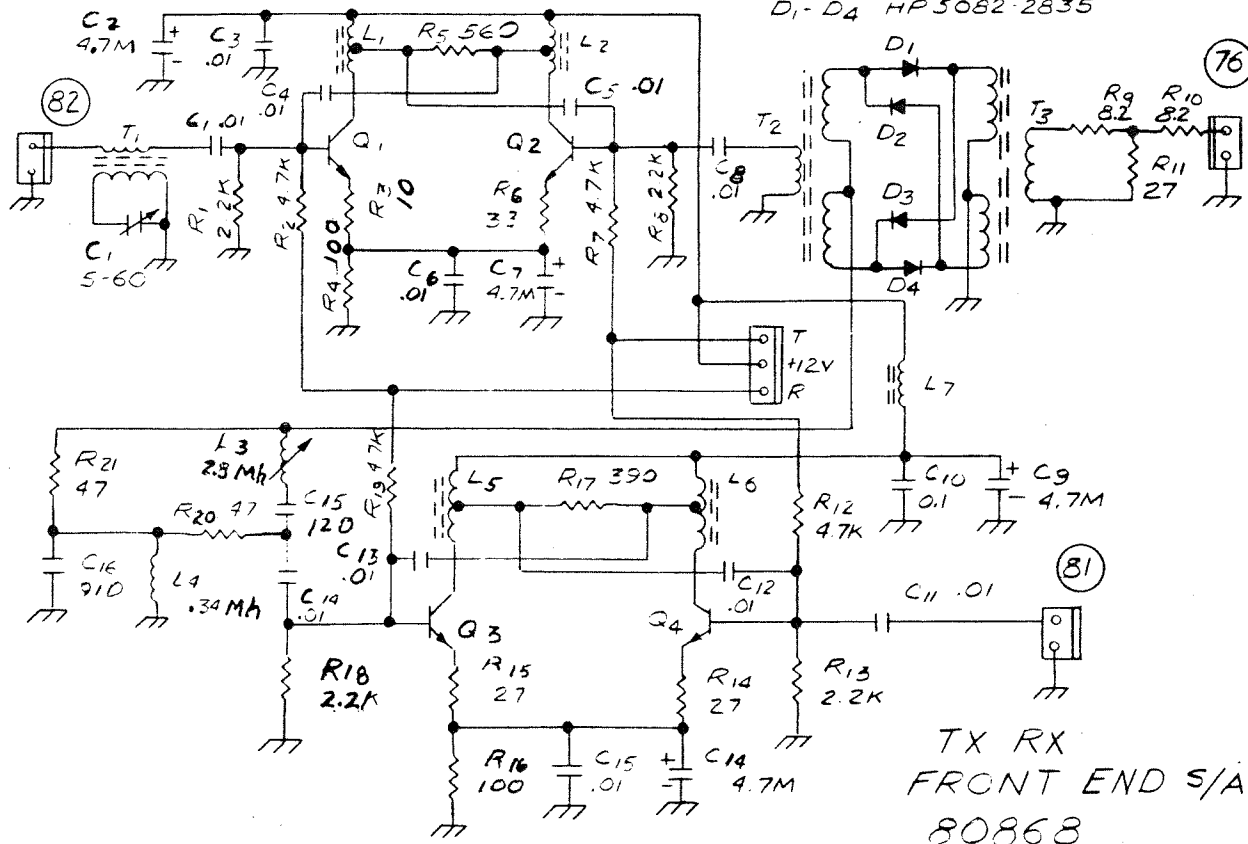 D1-D4 HP5082-2835
C2
4.7M
+
-
C3
.01
L1
R5 560
L2
D1
76
82
C4
.01
C5 .01
T2
D2
T3
R9
8.2
R10
8.2
T1
C1 .01
Q1
Q2
C8
.01
R11
27
R1
2.2K
R2 4.7K
R3
10
R6
33
R7 4.7K
R8 2.2K
D3
D4
C1
5-60
R4 100
C6
.01
C7
4.7M
+
-
T
+12V
R
L7
L3
2.8Mh
R21
47
R19 4.7K
L5
R17 390
L6
C10
0.1
+
-
C9
4.7M
R20 47
C15
120
R12
4.7K
C16
910
L4
.34Mh
C14
.01
C13
.01
C12
.01
C11 .01
81
Q3
Q4
R18
2.2K
R15
27
R14
27
R13
2.2K
R16
100
C15
.01
+
-
C14
4.7M
TX RX
FRONT END S/A
80868